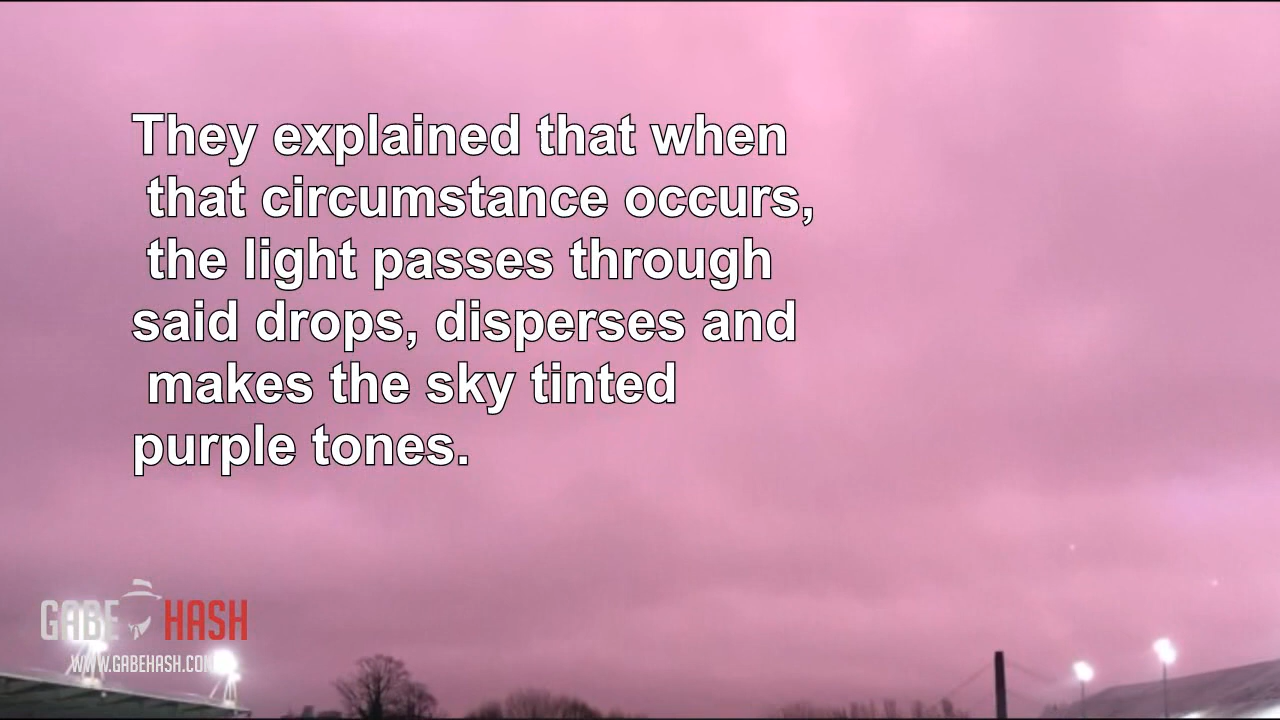 They explained that when
that circumstance occurs,
the light passes through
said drops, disperses and
makes the sky tinted
purple tones.
GABE HASH
WWW.GABEHASH.COM